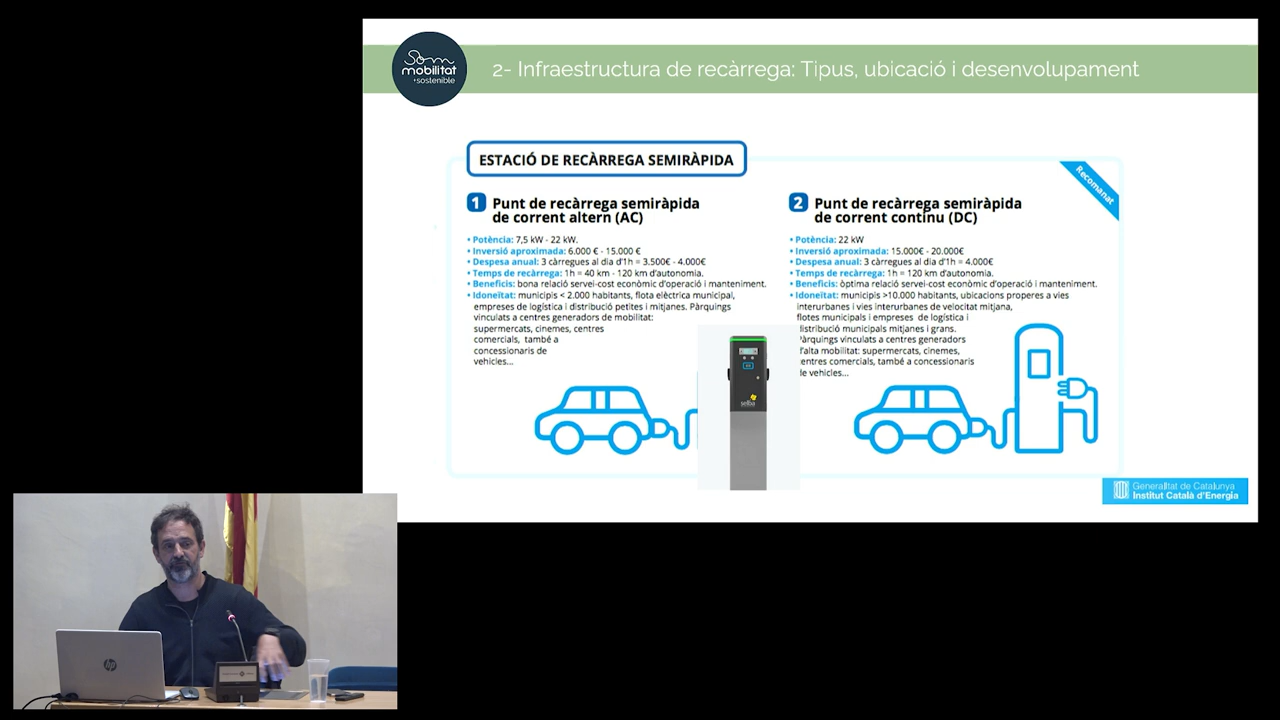 Som
mobilitat
+sostenible
2- Infraestructura de recàrrega: Tipus, ubicació i desenvolupament
ESTACIÓ DE RECÀRREGA SEMIRÀPIDA
Recomanat
1 Punt de recàrrega semiràpida
de corrent altern (AC)
• Potència: 7,5 kW - 22 kW.
• Inversió aproximada: 6.000 € - 15.000 €
• Despesa anual: 3 càrregues al dia d'1h = 3.500€ - 4.000€
• Temps de recàrrega: 1h = 40 km - 120 km d'autonomia.
• Beneficis: bona relació servei-cost econòmic d'operació i manteniment.
• Idoneïtat: municipis < 2.000 habitants, flota elèctrica municipal,
empreses de logística i distribució petites i mitjanes. Pàrquings
vinculats a centres generadors de mobilitat:
supermercats, cinemes, centres
comercials, també a
concessionaris de
vehicles...
2 Punt de recàrrega semiràpida
de corrent continu (DC)
• Potència: 22 kW
• Inversió aproximada: 15.000€ - 20.000€
• Despesa anual: 3 càrregues al dia d'1h = 4.000€
• Temps de recàrrega: 1h = 120 km d'autonomia.
• Beneficis: òptima relació servei-cost econòmic d'operació i manteniment.
• Idoneïtat: municipis >10.000 habitants, ubicacions properes a vies
interurbanes i vies interurbanes de velocitat mitjana,
flotes municipals i empreses de logística i
distribució municipals mitjanes i grans.
Pàrquings vinculats a centres generadors
d'alta mobilitat: supermercats, cinemes,
centres comercials, també a concessionaris
de vehicles...
Generalitat de Catalunya
Institut Català d'Energia
hp